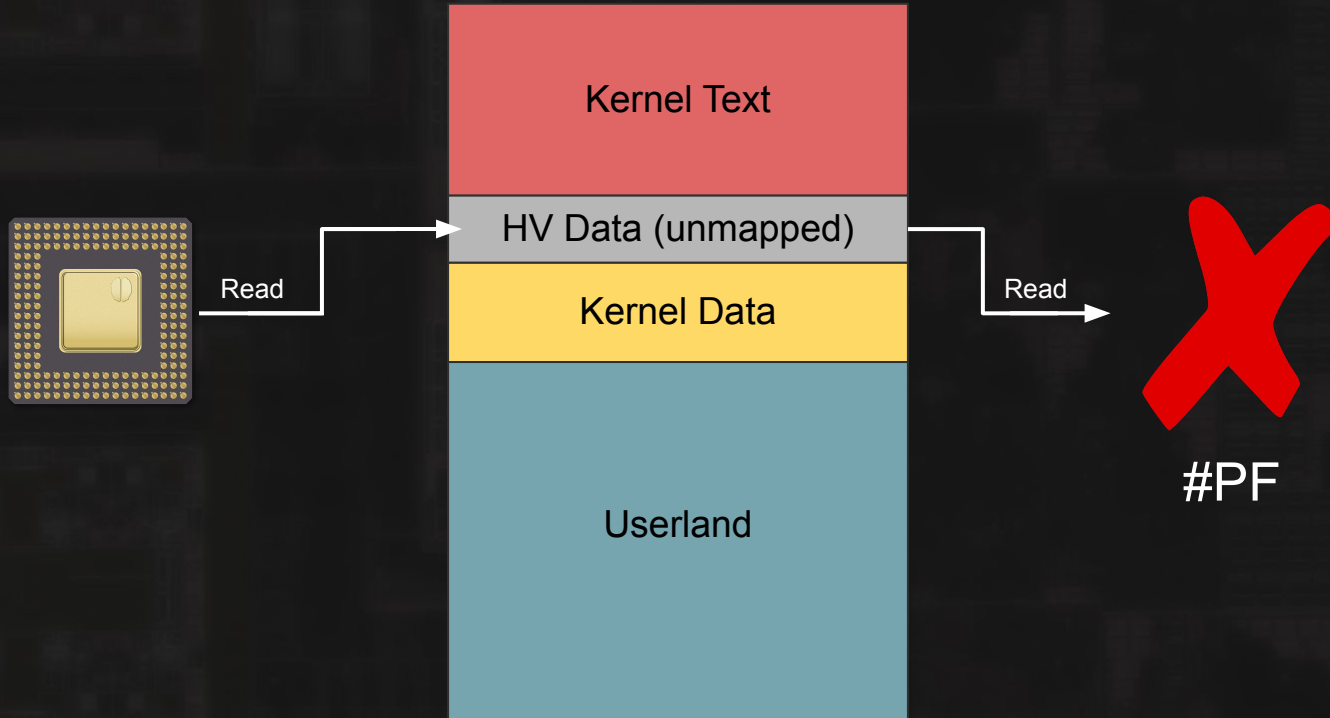 Kernel Text
HV Data (unmapped)
Read
Read
Kernel Data
#PF
Userland